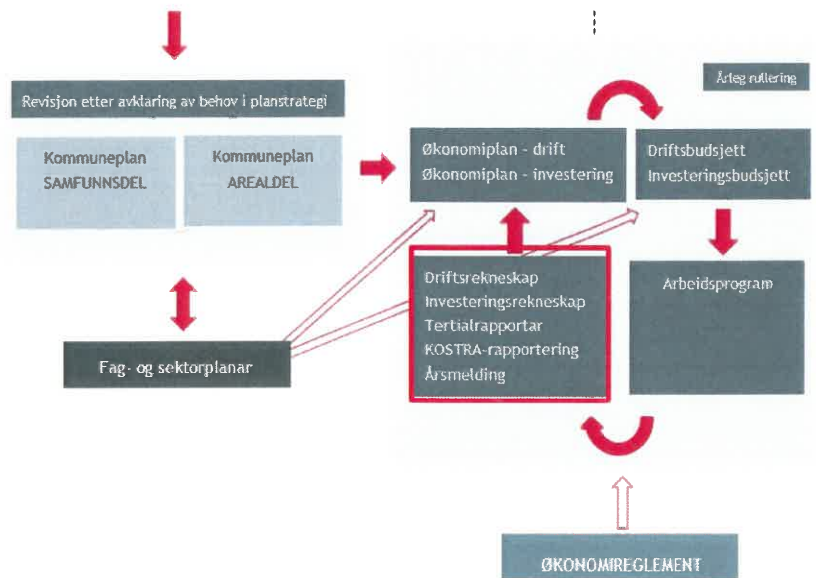 Årleg rullering
Revisjon etter avklaring av behov i planstrategi
Kommuneplan
SAMFUNNSDEL
Kommuneplan
AREALDEL
Økonomiplan - drift
Økonomiplan - investering
Driftsbudsjett
Investeringsbudsjett
Driftsrekneskap
Investeringsrekneskap
Tertialrapportar
KOSTRA-rapportering
Årsmelding
Arbeidsprogram
Fag- og sektorplanar
ØKONOMIREGLEMENT